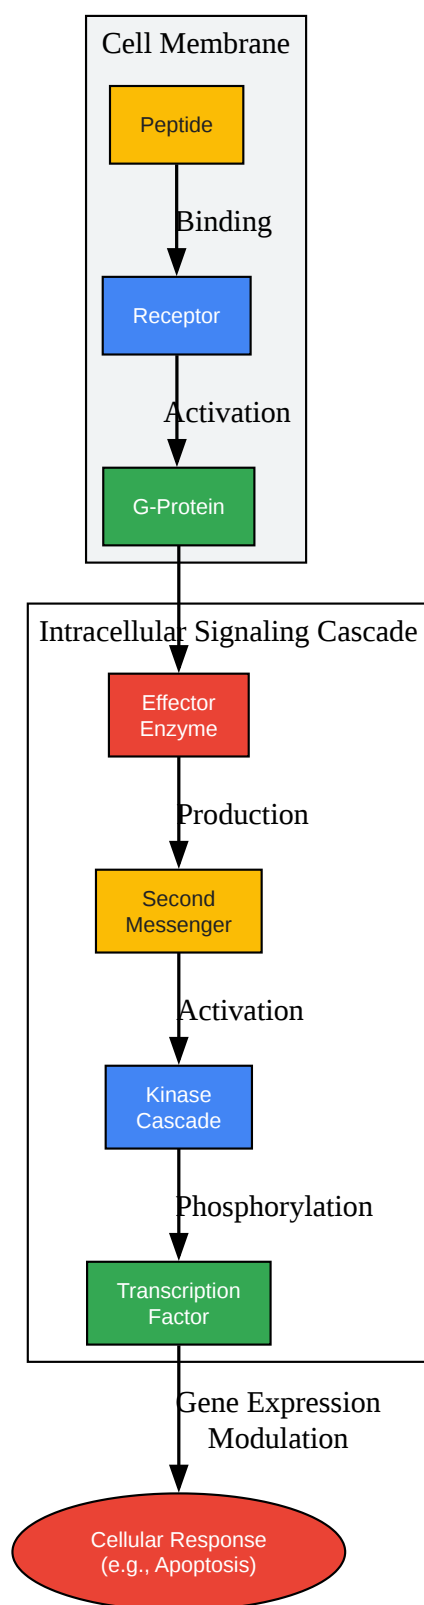 Cell Membrane
Peptide
Binding
Receptor
Activation
G-Protein
Intracellular Signaling Cascade
Effector
Enzyme
Production
Second
Messenger
Activation
Kinase
Cascade
Phosphorylation
Transcription
Factor
Gene Expression
Modulation
Cellular Response
(e.g., Apoptosis)